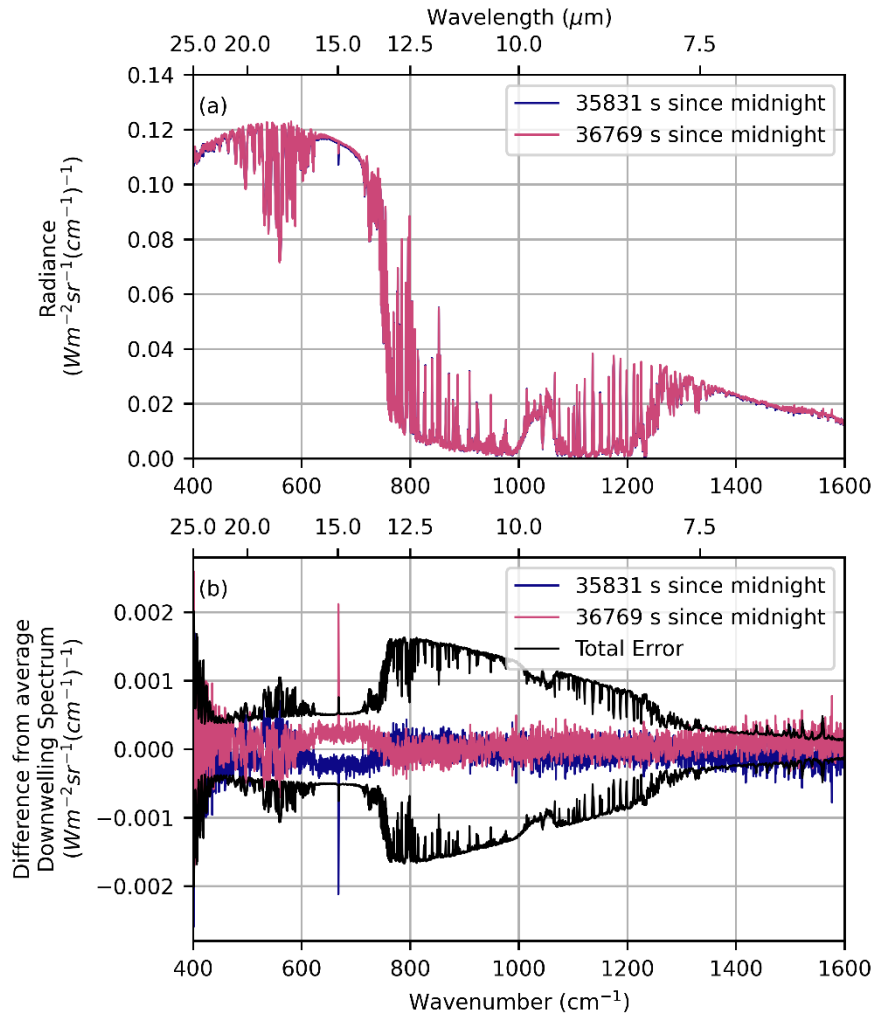 Wavelength (μm)
25.0 20.0 15.0 12.5 10.0 7.5
(a)
35831 s since midnight
36769 s since midnight
0.14
0.12
0.10
0.08
0.06
0.04
0.02
0.00
Radiance
(Wm⁻²sr⁻¹(cm⁻¹)⁻¹)
400 600 800 1000 1200 1400 1600
25.0 20.0 15.0 12.5 10.0 7.5
(b)
35831 s since midnight
36769 s since midnight
Total Error
0.002
0.001
0.000
−0.001
−0.002
Difference from average
Downwelling Spectrum
(Wm⁻²sr⁻¹(cm⁻¹)⁻¹)
400 600 800 1000 1200 1400 1600
Wavenumber (cm⁻¹)